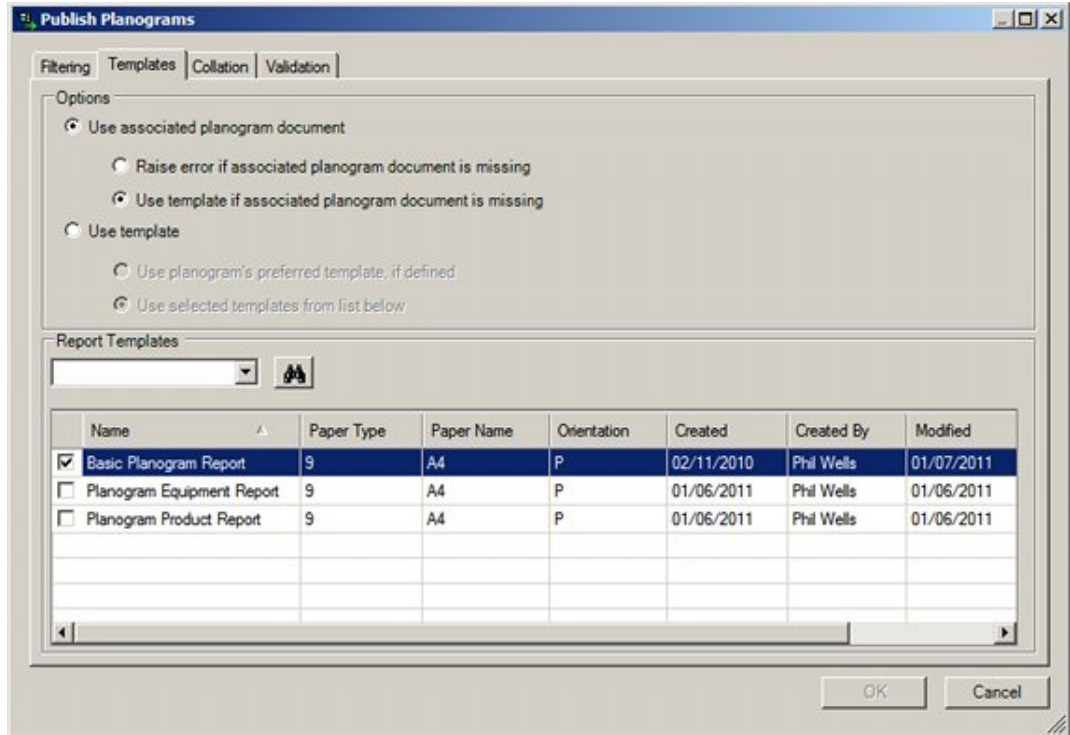 Publish Planograms
Filtering Templates Collation Validation
Options
Use associated planogram document
Raise error if associated planogram document is missing
Use template if associated planogram document is missing
Use template
Use planogram's preferred template, if defined
Use selected templates from list below
Report Templates
Name Paper Type Paper Name Orientation Created Created By Modified
Basic Planogram Report 9 A4 P 02/11/2010 Phil Wells 01/07/2011
Planogram Equipment Report 9 A4 P 01/06/2011 Phil Wells 01/06/2011
Planogram Product Report 9 A4 P 01/06/2011 Phil Wells 01/06/2011
OK Cancel